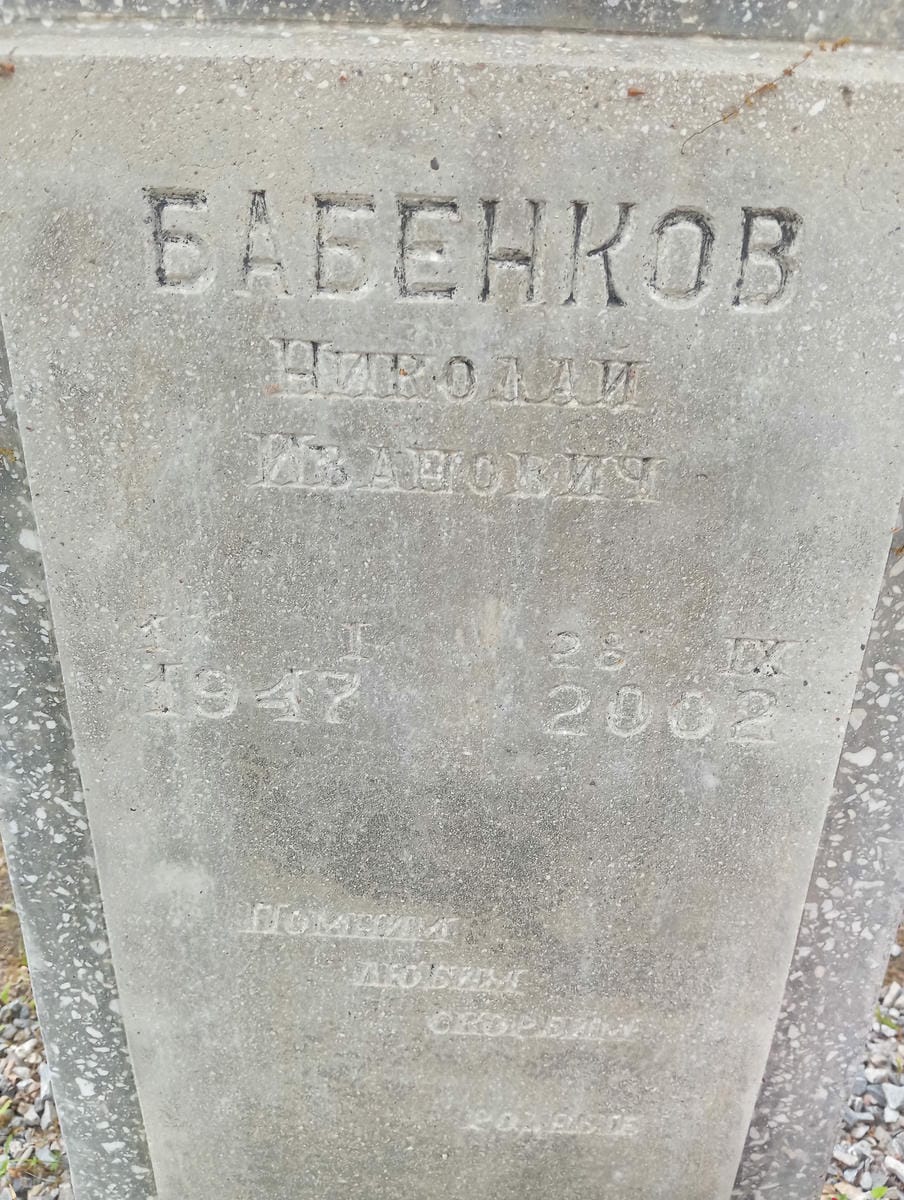 БАБЕНКОВ
НИКОЛАЙ
ИВАНОВИЧ
1 I 28 IX
1947 2002
ПОМНИМ
ЛЮБИМ
СКОРБИМ
РОДНЫЕ